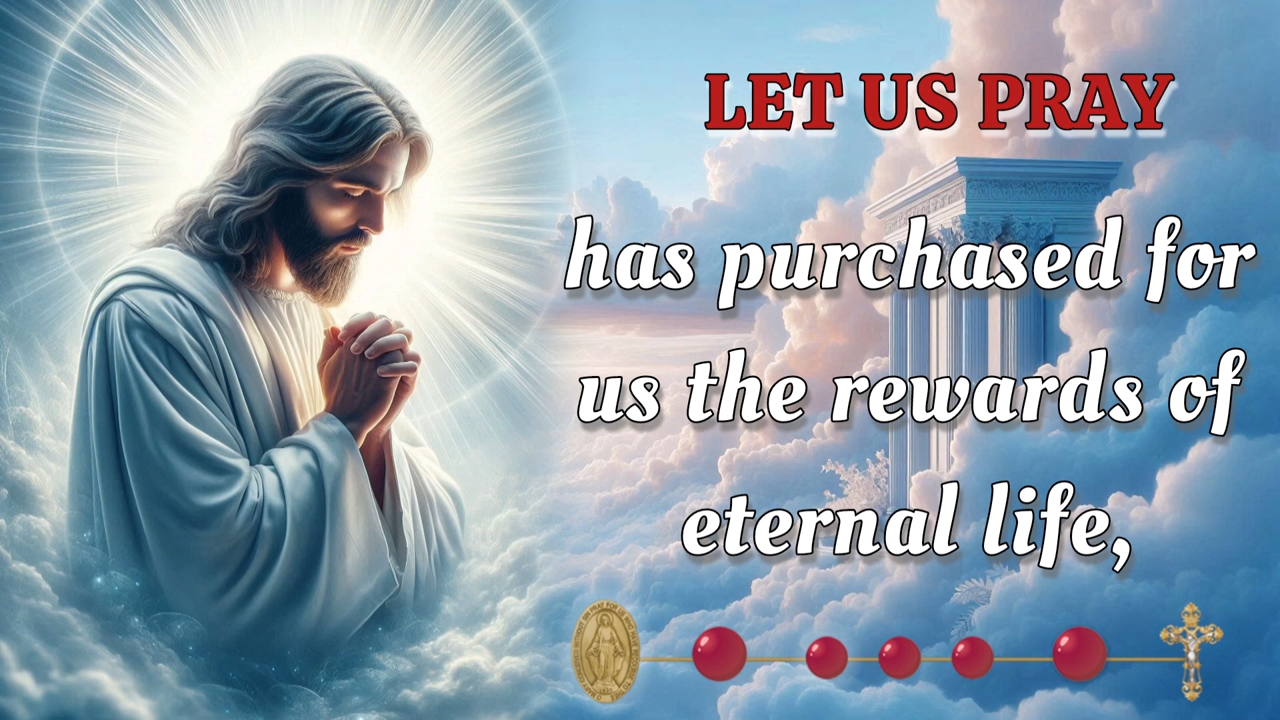 LET US PRAY
has purchased for
us the rewards of
eternal life,